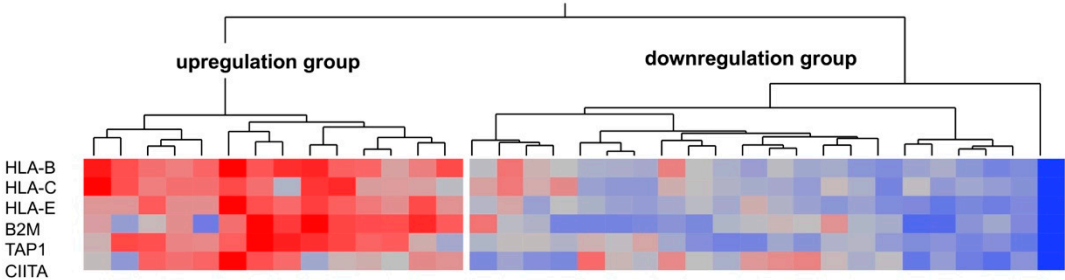 upregulation group
downregulation group
HLA-B
HLA-C
HLA-E
B2M
TAP1
CIITA